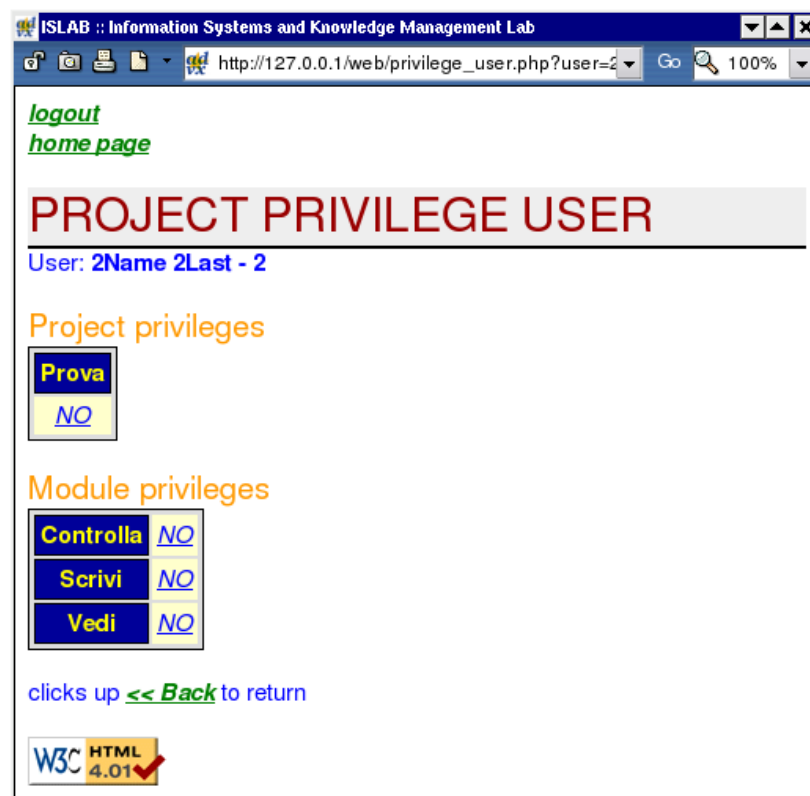 ISLAB :: Information Systems and Knowledge Management Lab
http://127.0.0.1/web/privilege_user.php?user=2 Go 100%
logout
home page
PROJECT PRIVILEGE USER
User: 2Name 2Last - 2
Project privileges
Prova
NO
Module privileges
Controlla NO
Scrivi NO
Vedi NO
clicks up << Back to return
W3C HTML
4.01